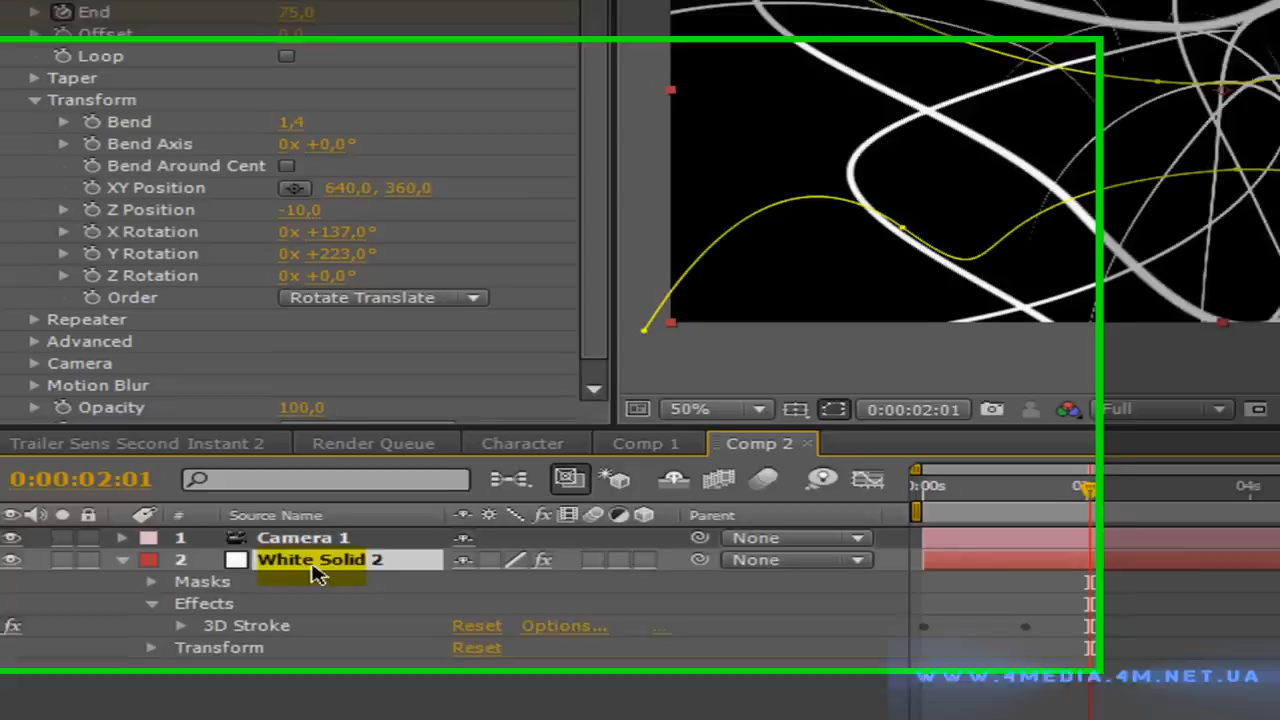 End 75,0
Offset 0,0
Loop
Taper
Transform
Bend 1,4
Bend Axis 0x +0,0°
Bend Around Cent
XY Position 640,0, 360,0
Z Position -10,0
X Rotation 0x +137,0°
Y Rotation 0x +223,0°
Z Rotation 0x +0,0°
Order Rotate Translate
Repeater
Advanced
Camera
Motion Blur
Opacity 100,0
50% 0:00:02:01 Full
Trailer Sens Second Instant 2 Render Queue Character Comp 1 Comp 2 ×
0:00:02:01 04s
# Source Name fx Parent
1 Camera 1 None
2 White Solid 2 fx None
Masks
Effects
fx 3D Stroke Reset Options... ...
Transform Reset
WWW.4MEDIA.4M.NET.UA